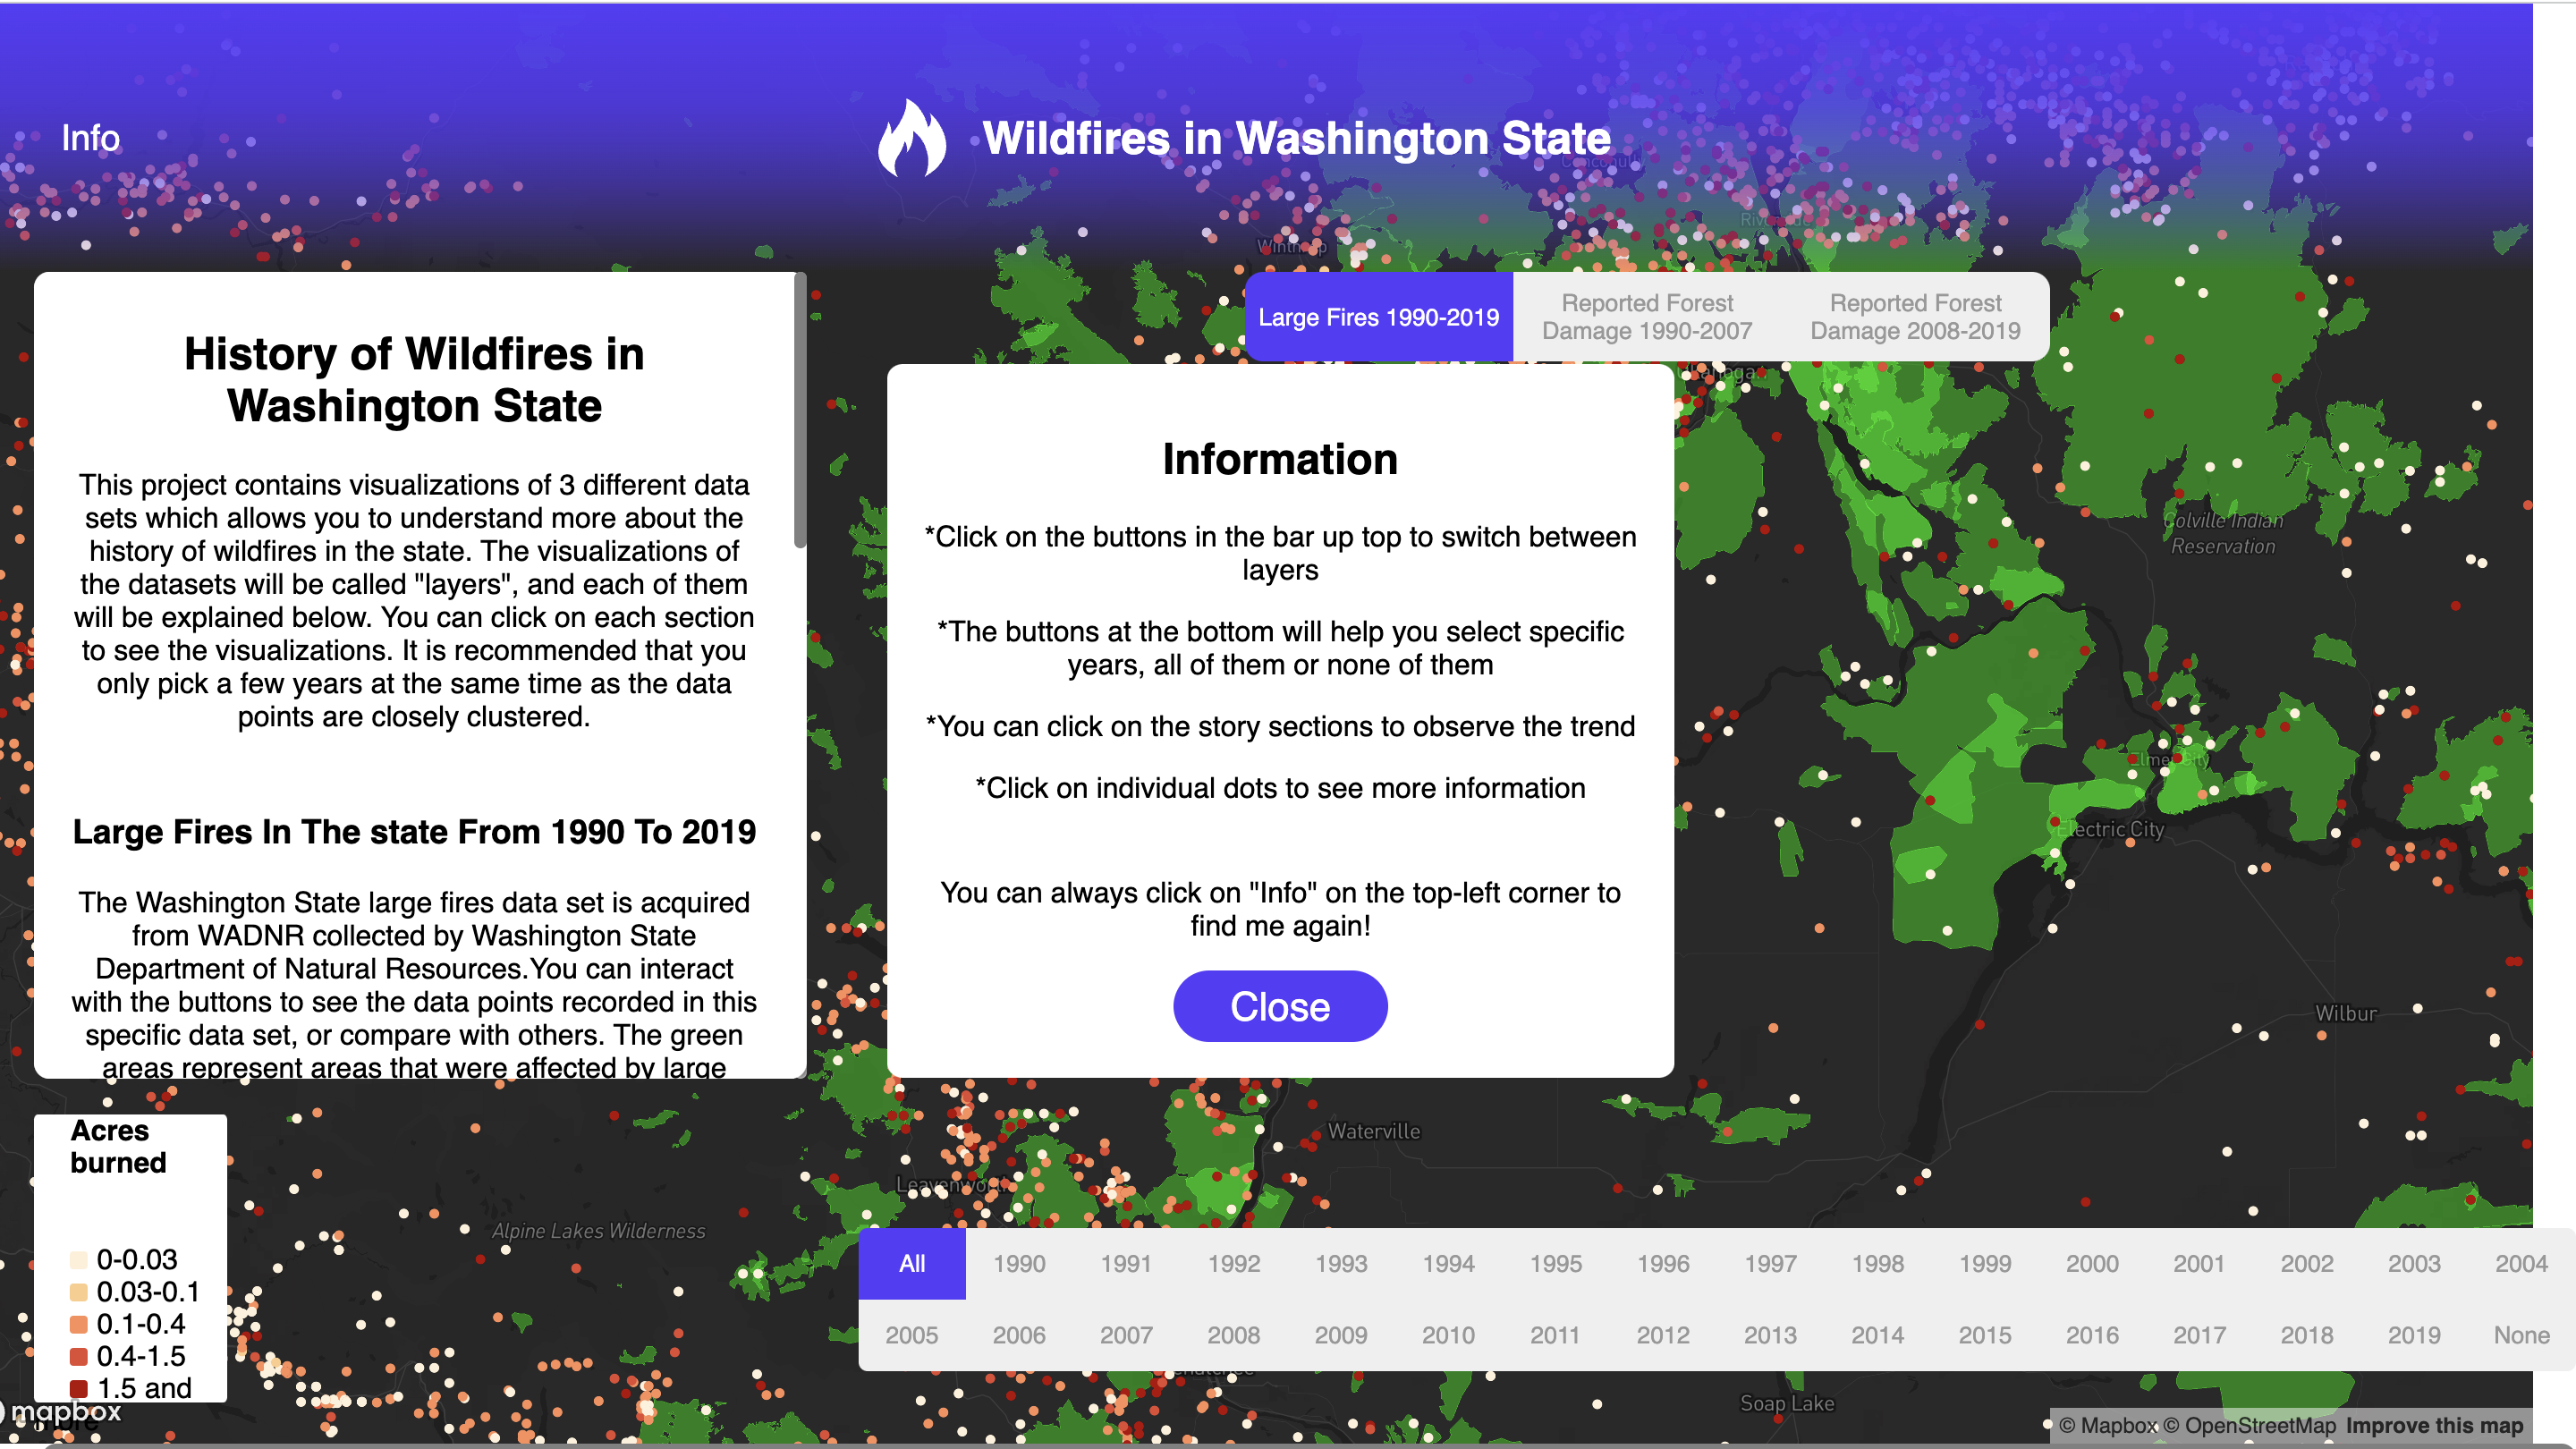 Info
Wildfires in Washington State
Large Fires 1990-2019
Reported Forest
Damage 1990-2007
Reported Forest
Damage 2008-2019
History of Wildfires in
Washington State
This project contains visualizations of 3 different data
sets which allows you to understand more about the
history of wildfires in the state. The visualizations of
the datasets will be called "layers", and each of them
will be explained below. You can click on each section
to see the visualizations. It is recommended that you
only pick a few years at the same time as the data
points are closely clustered.
Large Fires In The state From 1990 To 2019
The Washington State large fires data set is acquired
from WADNR collected by Washington State
Department of Natural Resources.You can interact
with the buttons to see the data points recorded in this
specific data set, or compare with others. The green
areas represent areas that were affected by large
Information
*Click on the buttons in the bar up top to switch between
layers
*The buttons at the bottom will help you select specific
years, all of them or none of them
*You can click on the story sections to observe the trend
*Click on individual dots to see more information
You can always click on "Info" on the top-left corner to
find me again!
Close
Winthrop
Colville Indian
Reservation
Elmer City
Electric City
Wilbur
Waterville
Leavenworth
Alpine Lakes Wilderness
Soap Lake
Acres
burned
0-0.03
0.03-0.1
0.1-0.4
0.4-1.5
1.5 and
All 1990 1991 1992 1993 1994 1995 1996 1997 1998 1999 2000 2001 2002 2003 2004
2005 2006 2007 2008 2009 2010 2011 2012 2013 2014 2015 2016 2017 2018 2019 None
mapbox
© Mapbox © OpenStreetMap Improve this map